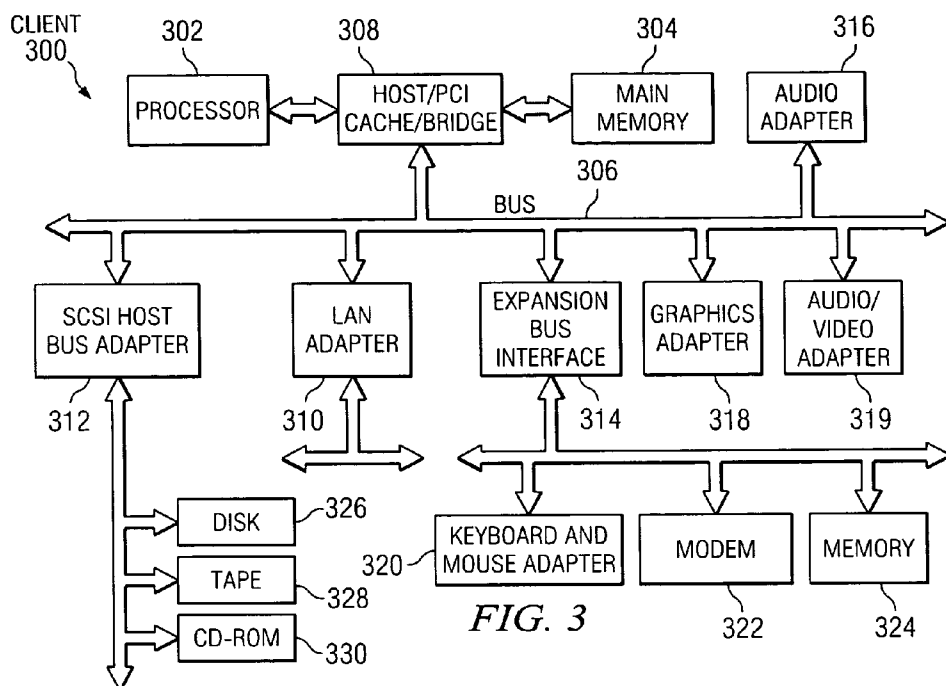 CLIENT
300
302
308
304
316
PROCESSOR
HOST/PCI
CACHE/BRIDGE
MAIN
MEMORY
AUDIO
ADAPTER
BUS
306
SCSI HOST
BUS ADAPTER
LAN
ADAPTER
EXPANSION
BUS
INTERFACE
GRAPHICS
ADAPTER
AUDIO/
VIDEO
ADAPTER
312
310
314
318
319
DISK
326
TAPE
328
CD-ROM
330
320
KEYBOARD AND
MOUSE ADAPTER
MODEM
MEMORY
322
324
FIG. 3